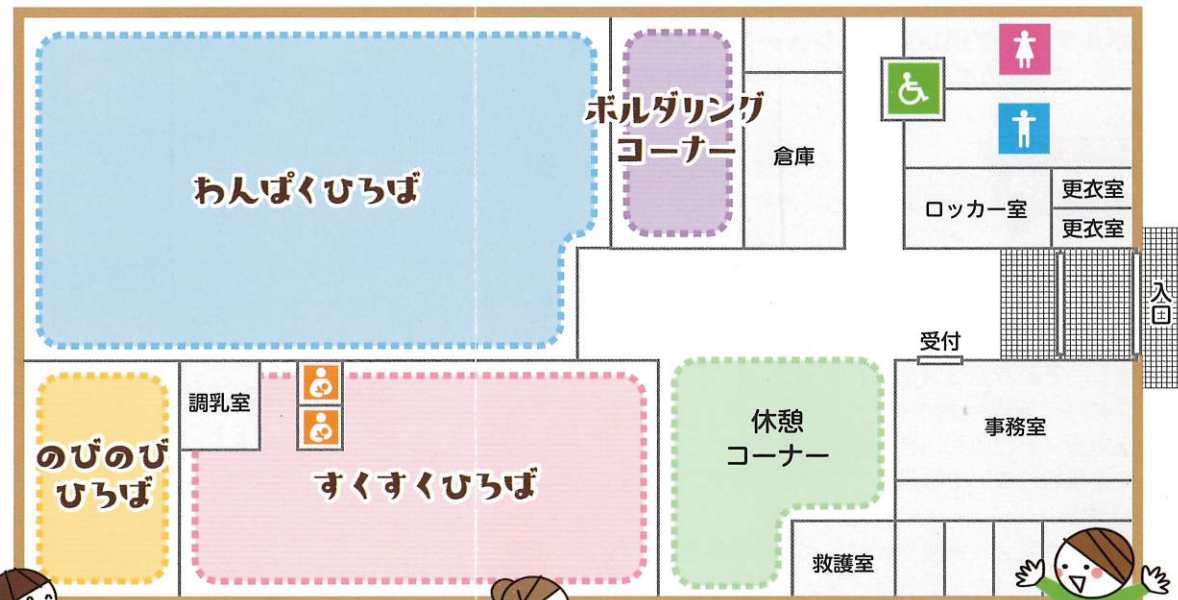 わんぱくひろば
ボルダリング
コーナー
倉庫
ロッカー室
更衣室
更衣室
入口
受付
のびのび
ひろば
調乳室
すくすくひろば
休憩
コーナー
事務室
救護室